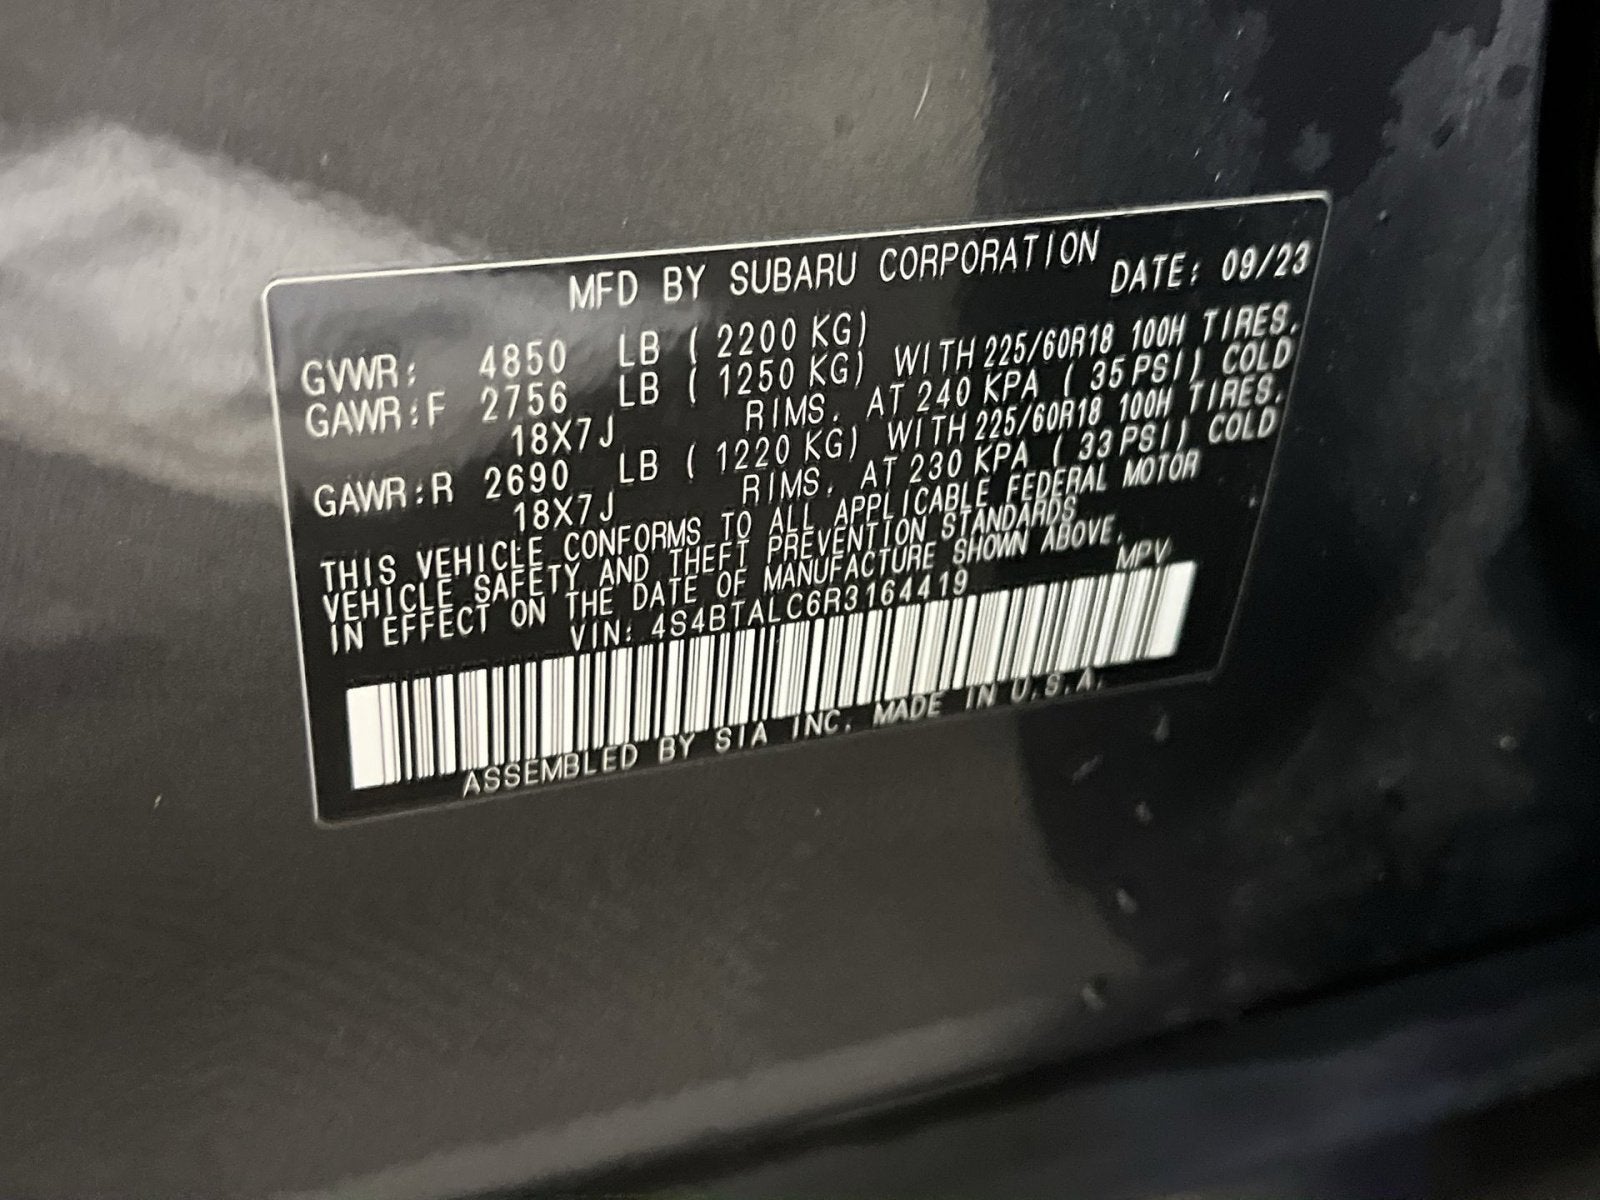 MFD BY SUBARU CORPORATION DATE: 09/23
GVWR: 4850 LB ( 2200 KG)
GAWR:F 2756 LB ( 1250 KG) WITH 225/60R18 100H TIRES,
18X7J RIMS, AT 240 KPA ( 35 PSI) COLD
GAWR:R 2690 LB ( 1220 KG) WITH 225/60R18 100H TIRES,
18X7J RIMS, AT 230 KPA ( 33 PSI) COLD
THIS VEHICLE CONFORMS TO ALL APPLICABLE FEDERAL MOTOR
VEHICLE SAFETY AND THEFT PREVENTION STANDARDS
IN EFFECT ON THE DATE OF MANUFACTURE SHOWN ABOVE.
VIN: 4S4BTALC6R3164419 MPV
ASSEMBLED BY SIA INC. MADE IN U.S.A.